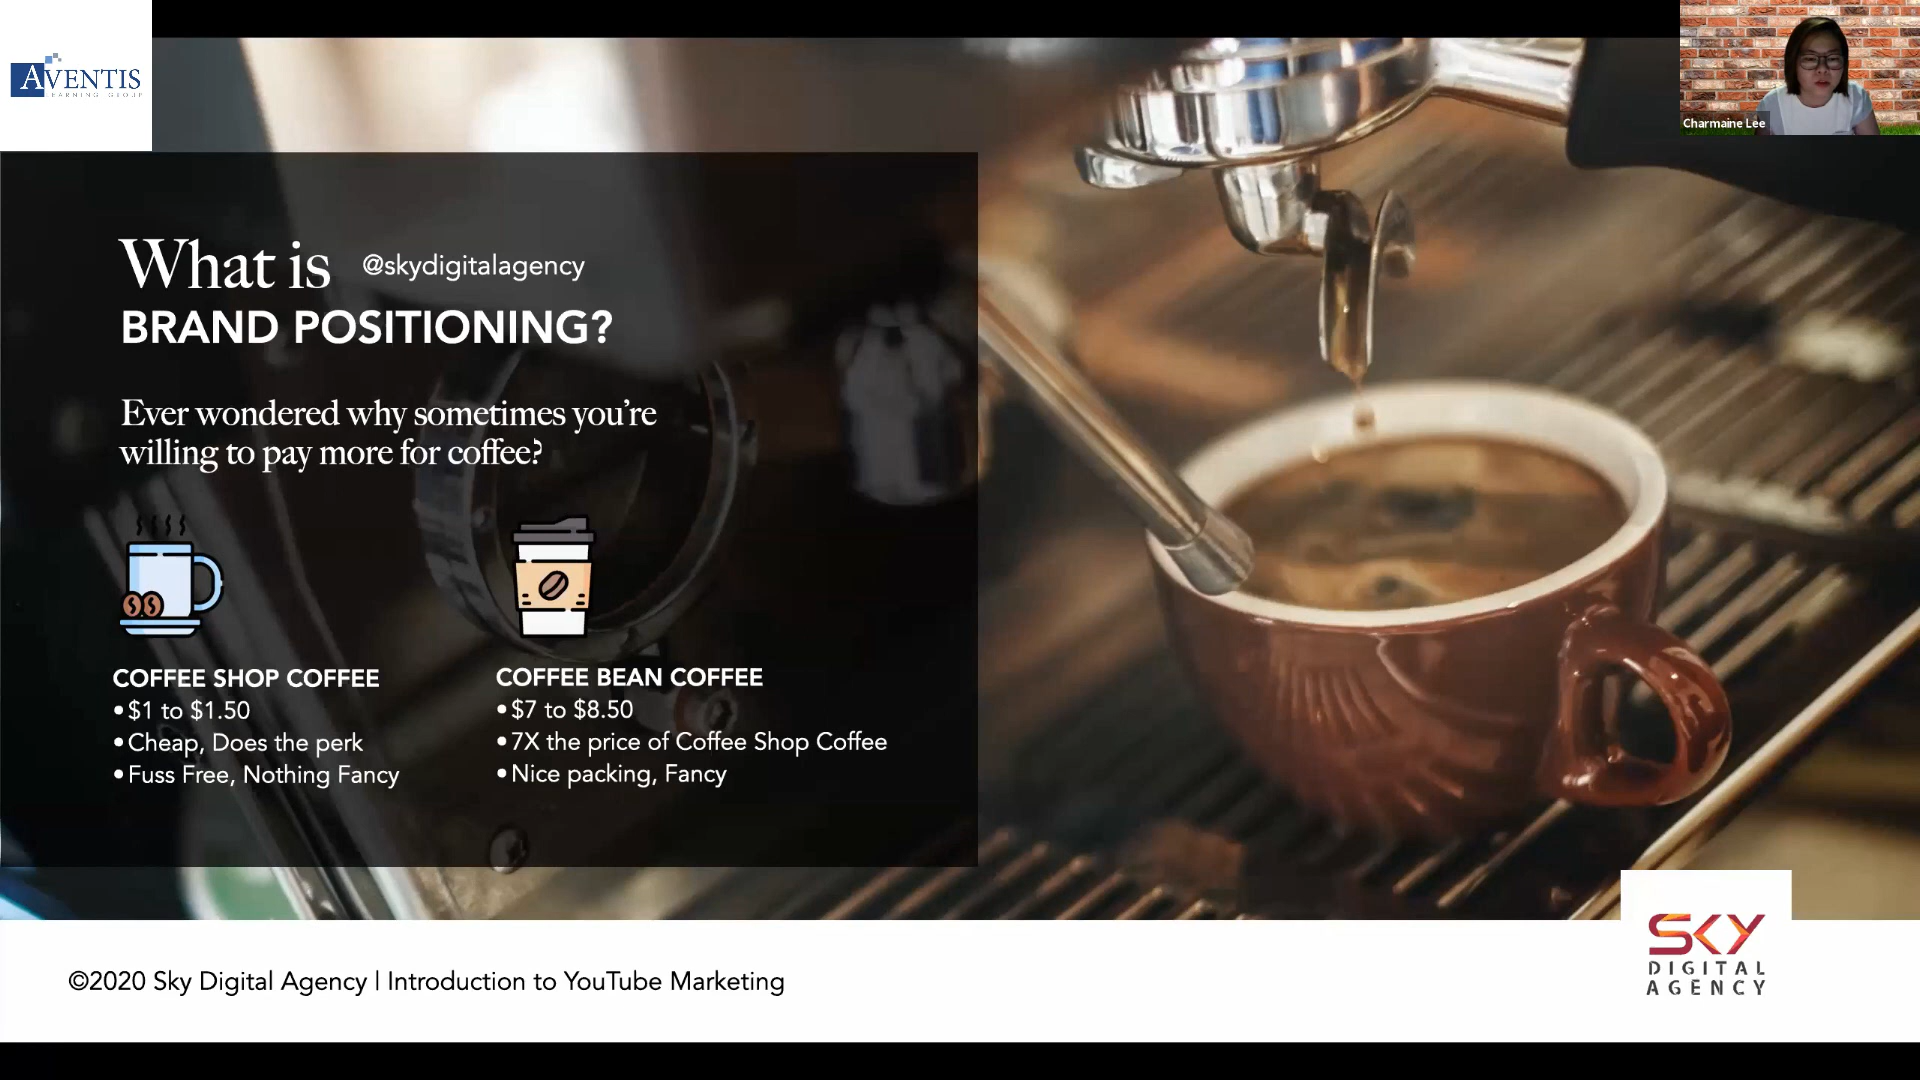 AVENTIS
LEARNING GROUP
Charmaine Lee
What is @skydigitalagency
BRAND POSITIONING?
Ever wondered why sometimes you're
willing to pay more for coffee?
COFFEE SHOP COFFEE
•$1 to $1.50
•Cheap, Does the perk
•Fuss Free, Nothing Fancy
COFFEE BEAN COFFEE
•$7 to $8.50
•7X the price of Coffee Shop Coffee
•Nice packing, Fancy
©2020 Sky Digital Agency | Introduction to YouTube Marketing
SKY
DIGITAL
AGENCY